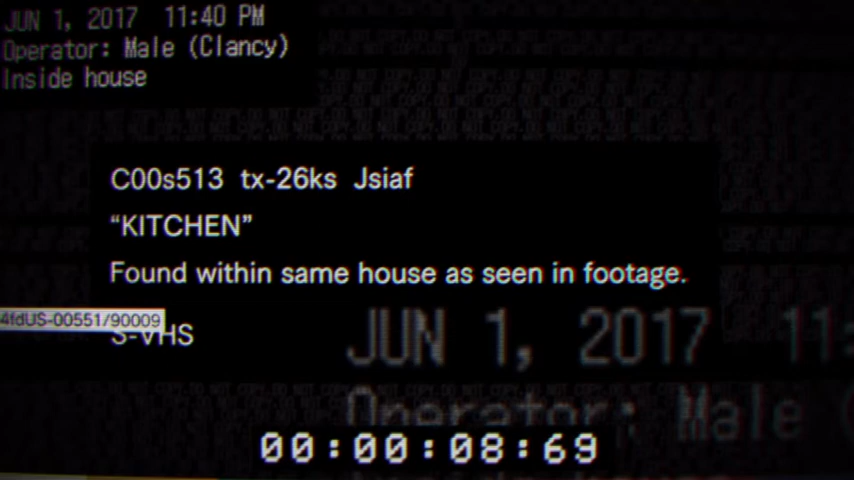 JUN 1, 2017 11:40 PM
Operator: Male (Clancy)
Inside house
C00s513 tx-26ks Jsiaf
“KITCHEN”
Found within same house as seen in footage.
4fdUS-00551/90009
S-VHS
JUN 1, 2017 11:
Operator: Male (
00:00:08:69